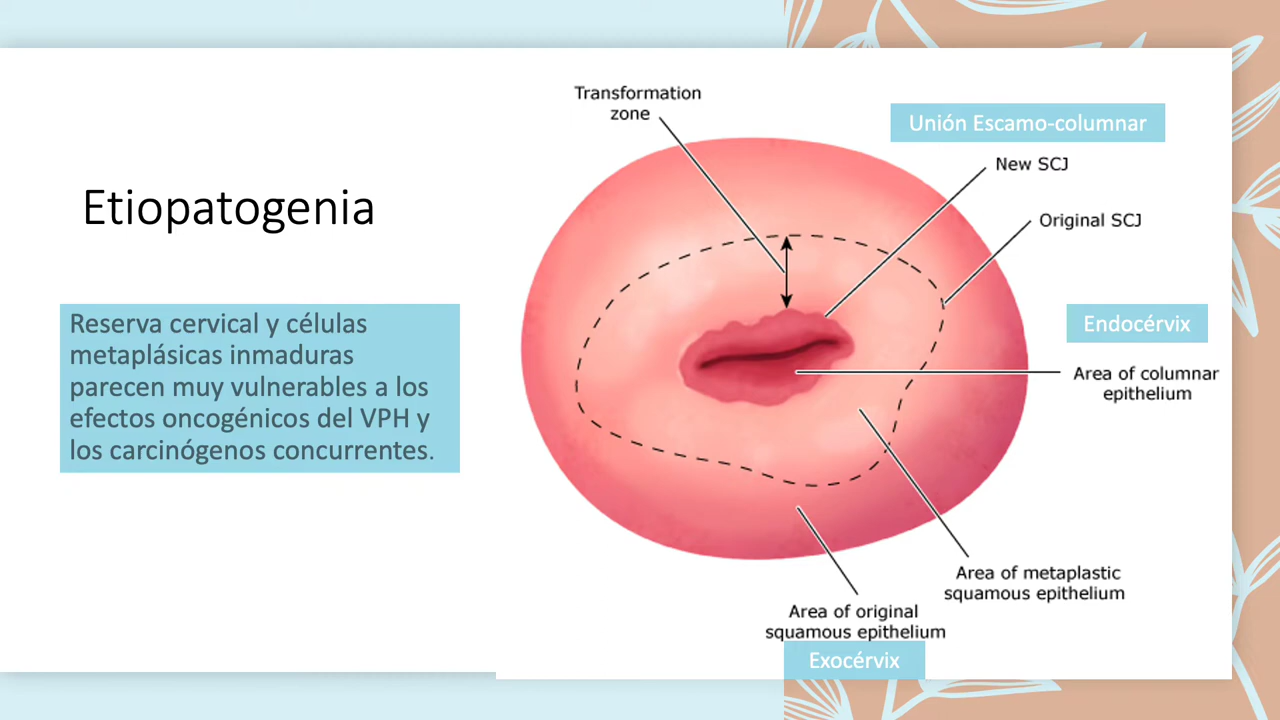 Etiopatogenia
Reserva cervical y células
metaplásicas inmaduras
parecen muy vulnerables a los
efectos oncogénicos del VPH y
los carcinógenos concurrentes.
Transformation
zone
Unión Escamo-columnar
New SCJ
Original SCJ
Endocérvix
Area of columnar
epithelium
Area of metaplastic
squamous epithelium
Area of original
squamous epithelium
Exocérvix